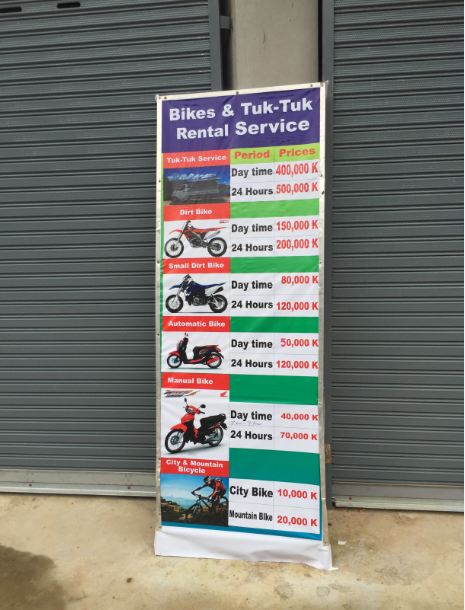 Bikes & Tuk-Tuk
Rental Service
Tuk-Tuk Service Period Prices
Day time 400,000 K
24 Hours 500,000 K
Dirt Bike
Day time 150,000 K
24 Hours 200,000 K
Small Dirt Bike
Day time 80,000 K
24 Hours 120,000 K
Automatic Bike
Day time 50,000 K
24 Hours 120,000 K
Manual Bike
Day time 40,000 K
24 Hours 70,000 K
City & Mountain
Bicycle
City Bike 10,000 K
Mountain Bike 20,000 K